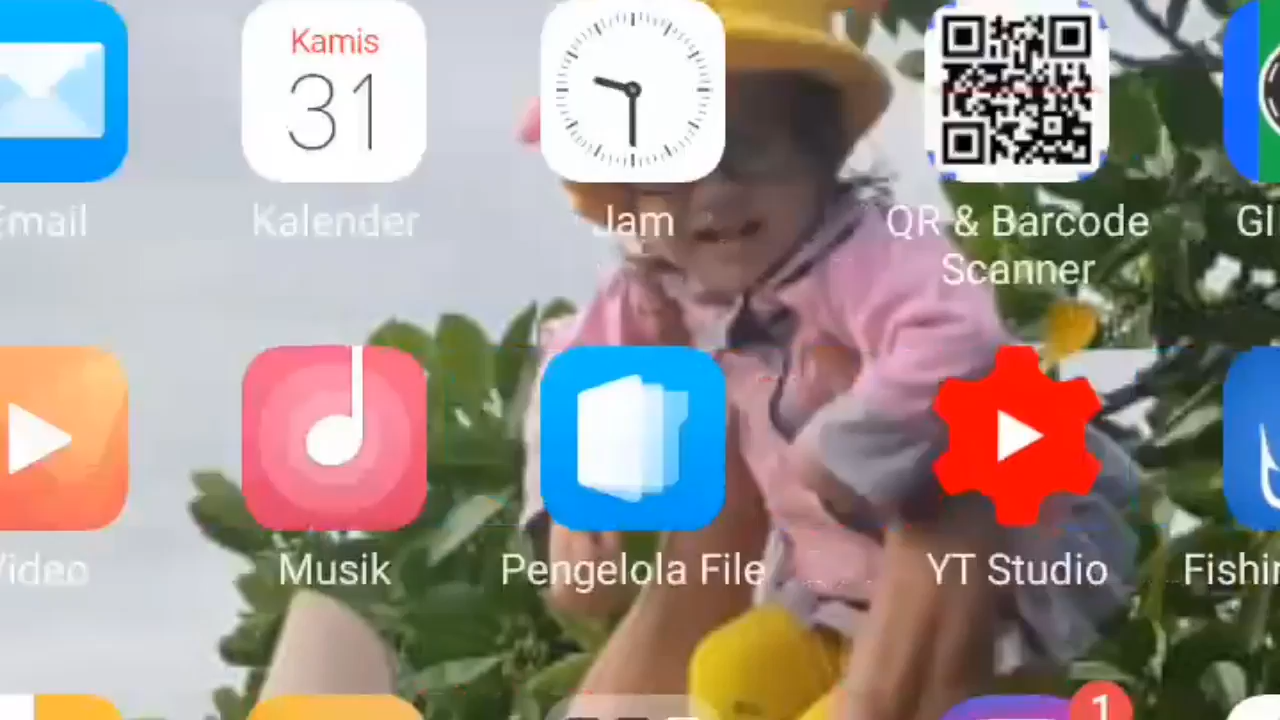 Kamis
31
Email
Kalender
Jam
QR & Barcode
Scanner
Video
Musik
Pengelola File
YT Studio
1